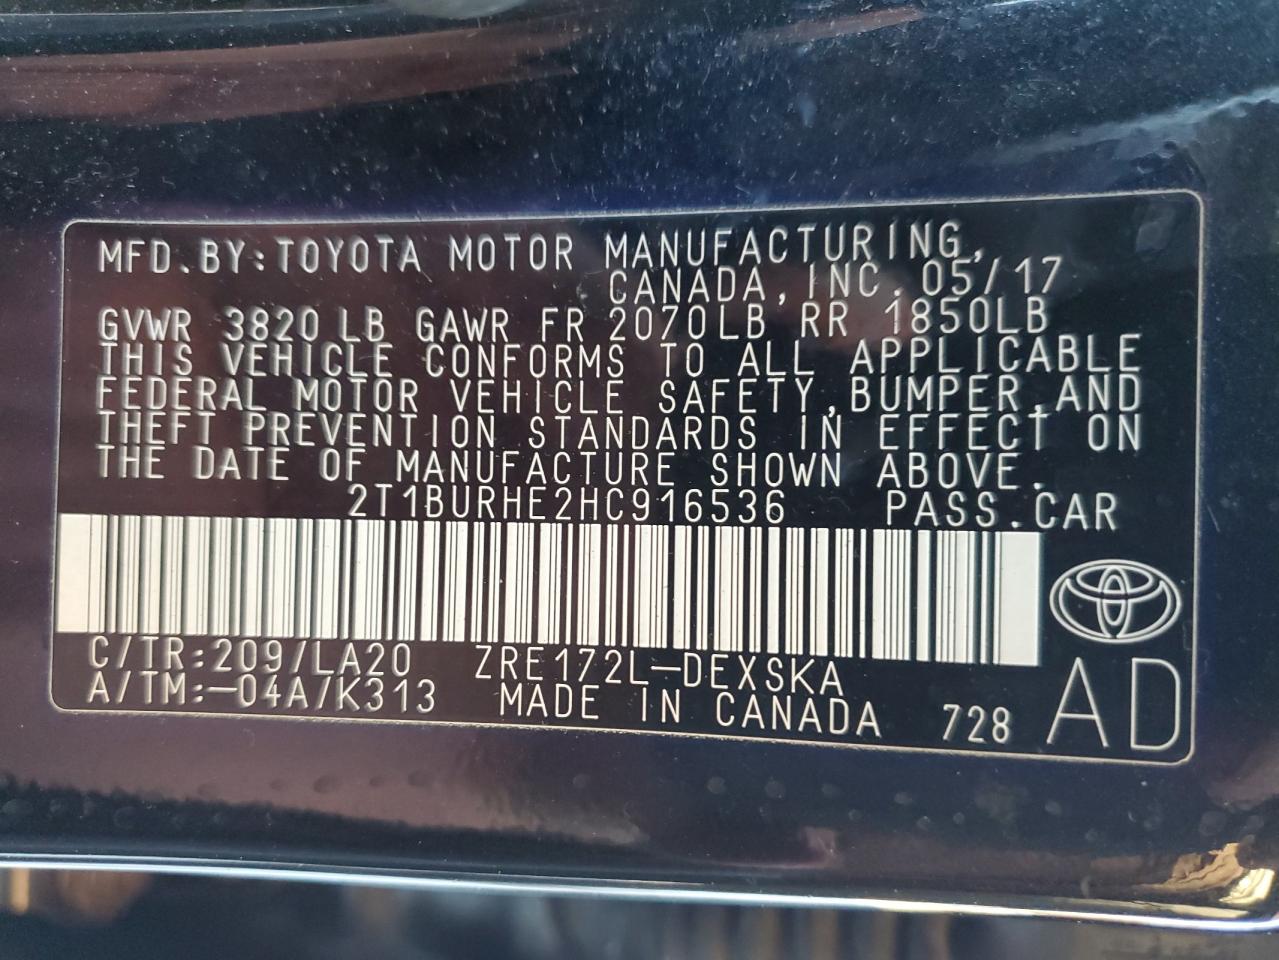 MFD.BY:TOYOTA MOTOR MANUFACTURING,
CANADA,INC.05/17
GVWR 3820LB GAWR FR 2070LB RR 1850LB
THIS VEHICLE CONFORMS TO ALL APPLICABLE
FEDERAL MOTOR VEHICLE SAFETY,BUMPER,AND
THEFT PREVENTION STANDARDS IN EFFECT ON
THE DATE OF MANUFACTURE SHOWN ABOVE.
2T1BURHE2HC916536 PASS.CAR
C/TR:209/LA20 ZRE172L-DEXSKA
A/TM:-04A/K313 MADE IN CANADA 728 AD